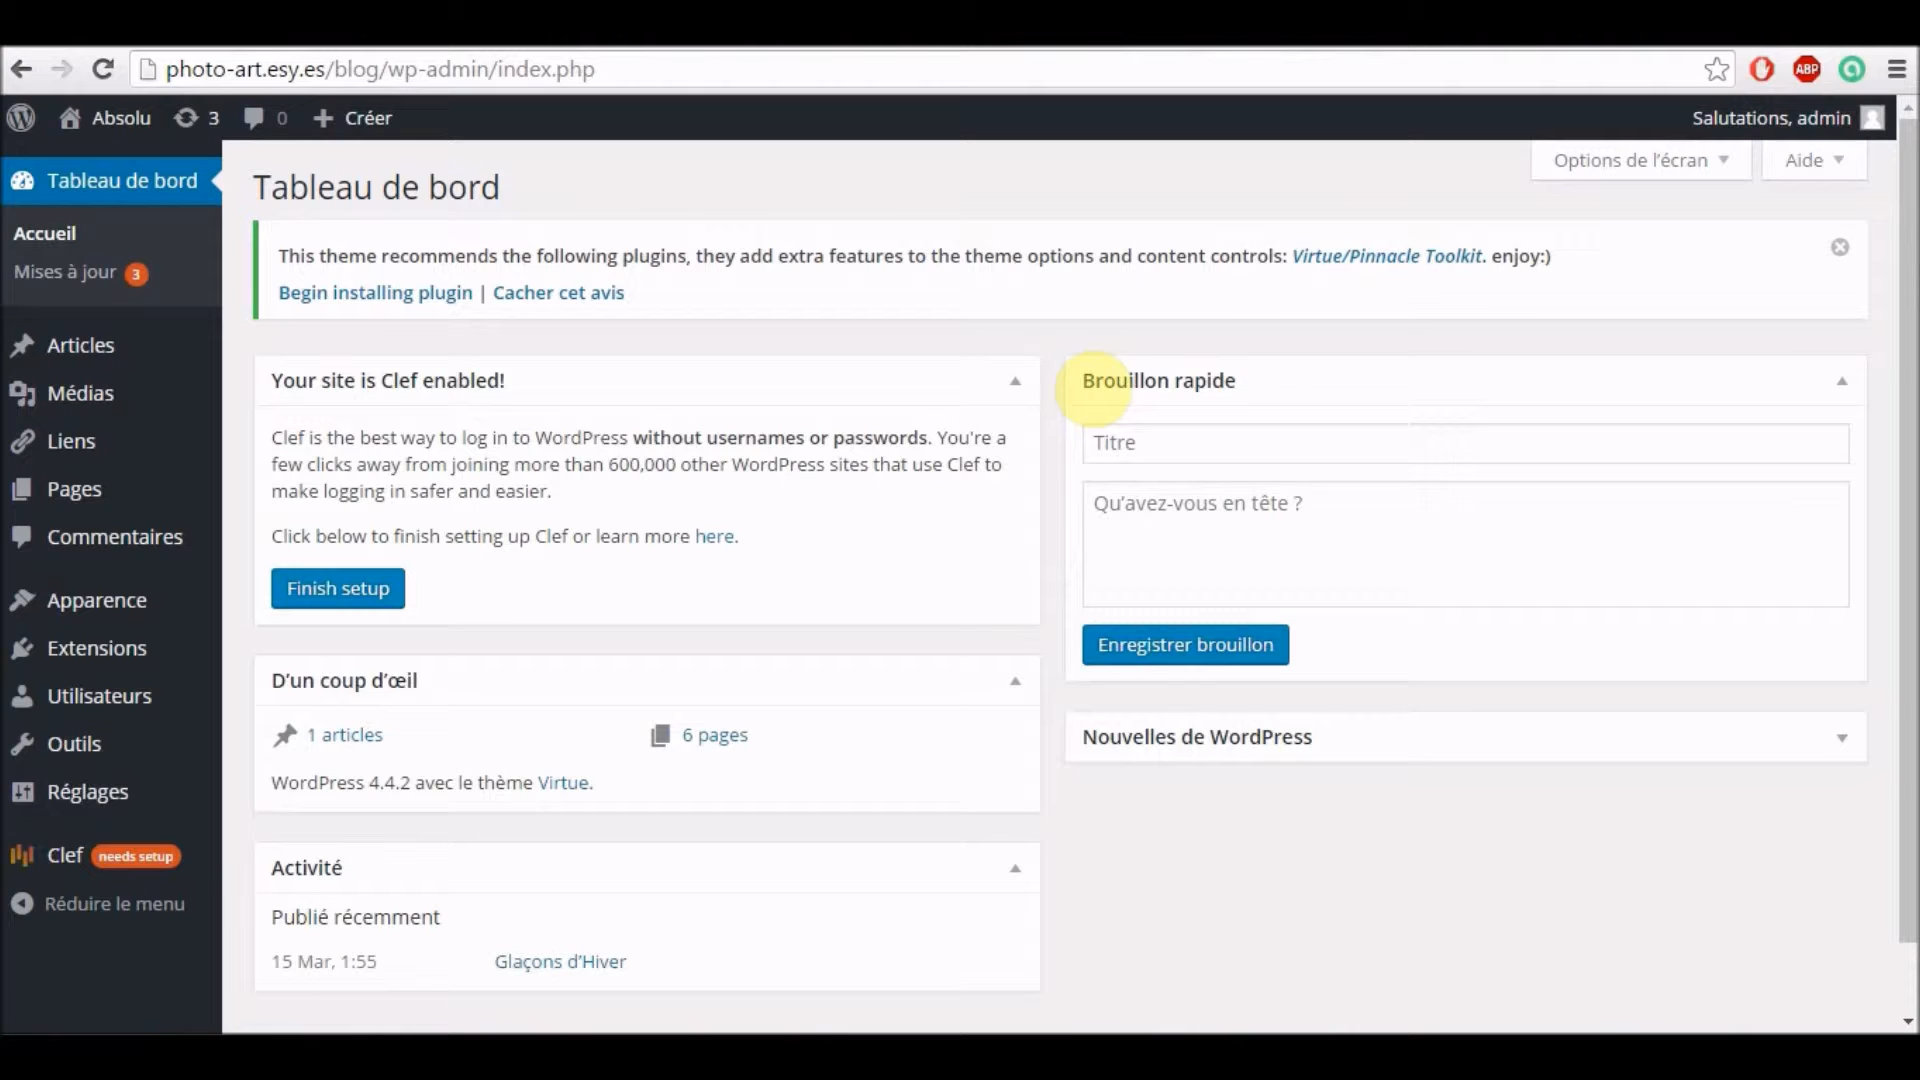 photo-art.esy.es/blog/wp-admin/index.php
ABP
Absolu 3 0 Créer
Salutations, admin
Tableau de bord
Accueil
Mises à jour 3
Articles
Médias
Liens
Pages
Commentaires
Apparence
Extensions
Utilisateurs
Outils
Réglages
Clef needs setup
Réduire le menu
Options de l’écran
Aide
Tableau de bord
This theme recommends the following plugins, they add extra features to the theme options and content controls: Virtue/Pinnacle Toolkit. enjoy:)
Begin installing plugin | Cacher cet avis
Your site is Clef enabled!
Clef is the best way to log in to WordPress without usernames or passwords. You're a
few clicks away from joining more than 600,000 other WordPress sites that use Clef to
make logging in safer and easier.
Click below to finish setting up Clef or learn more here.
Finish setup
D’un coup d’œil
1 articles
6 pages
WordPress 4.4.2 avec le thème Virtue.
Activité
Publié récemment
15 Mar, 1:55 Glaçons d’Hiver
Brouillon rapide
Titre
Qu’avez-vous en tête ?
Enregistrer brouillon
Nouvelles de WordPress